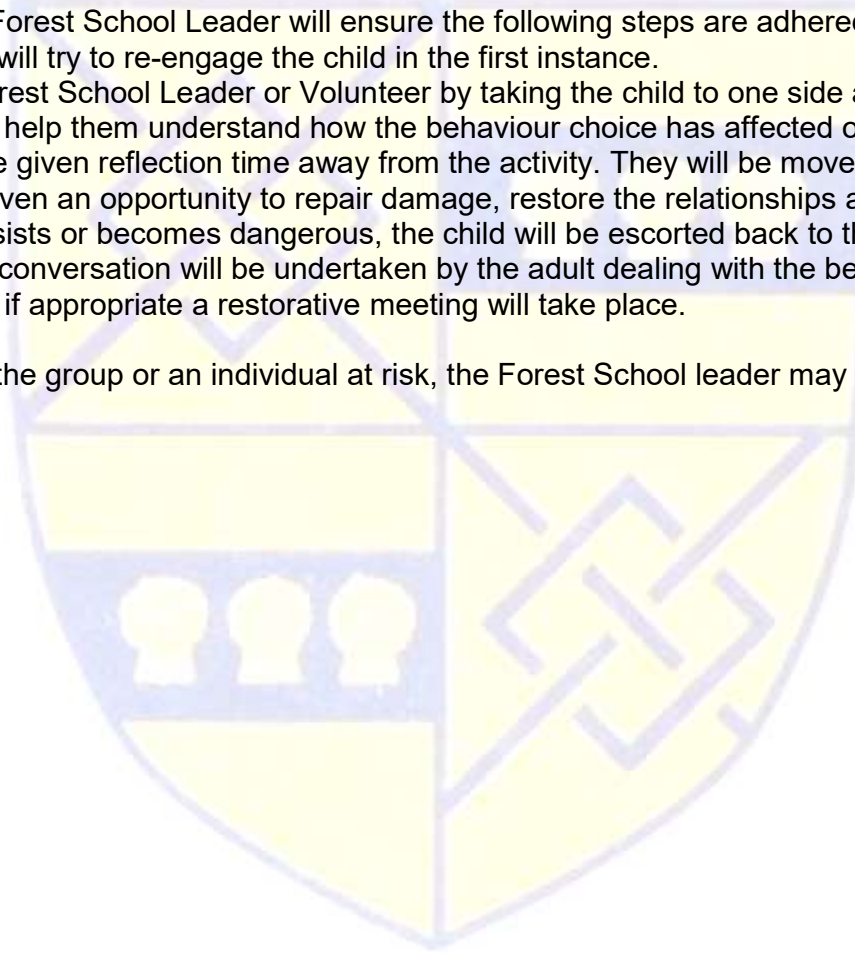 Forest School Leader will ensure the following steps are adhered
will try to re-engage the child in the first instance.
rest School Leader or Volunteer by taking the child to one side a
help them understand how the behaviour choice has affected o
e given reflection time away from the activity. They will be move
ven an opportunity to repair damage, restore the relationships a
sists or becomes dangerous, the child will be escorted back to th
conversation will be undertaken by the adult dealing with the be
if appropriate a restorative meeting will take place.
the group or an individual at risk, the Forest School leader may